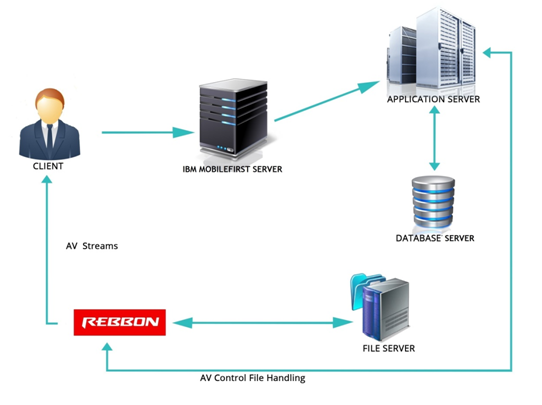 APPLICATION SERVER
CLIENT
IBM MOBILEFIRST SERVER
DATABASE SERVER
AV Streams
REBBON
FILE SERVER
AV Control File Handling